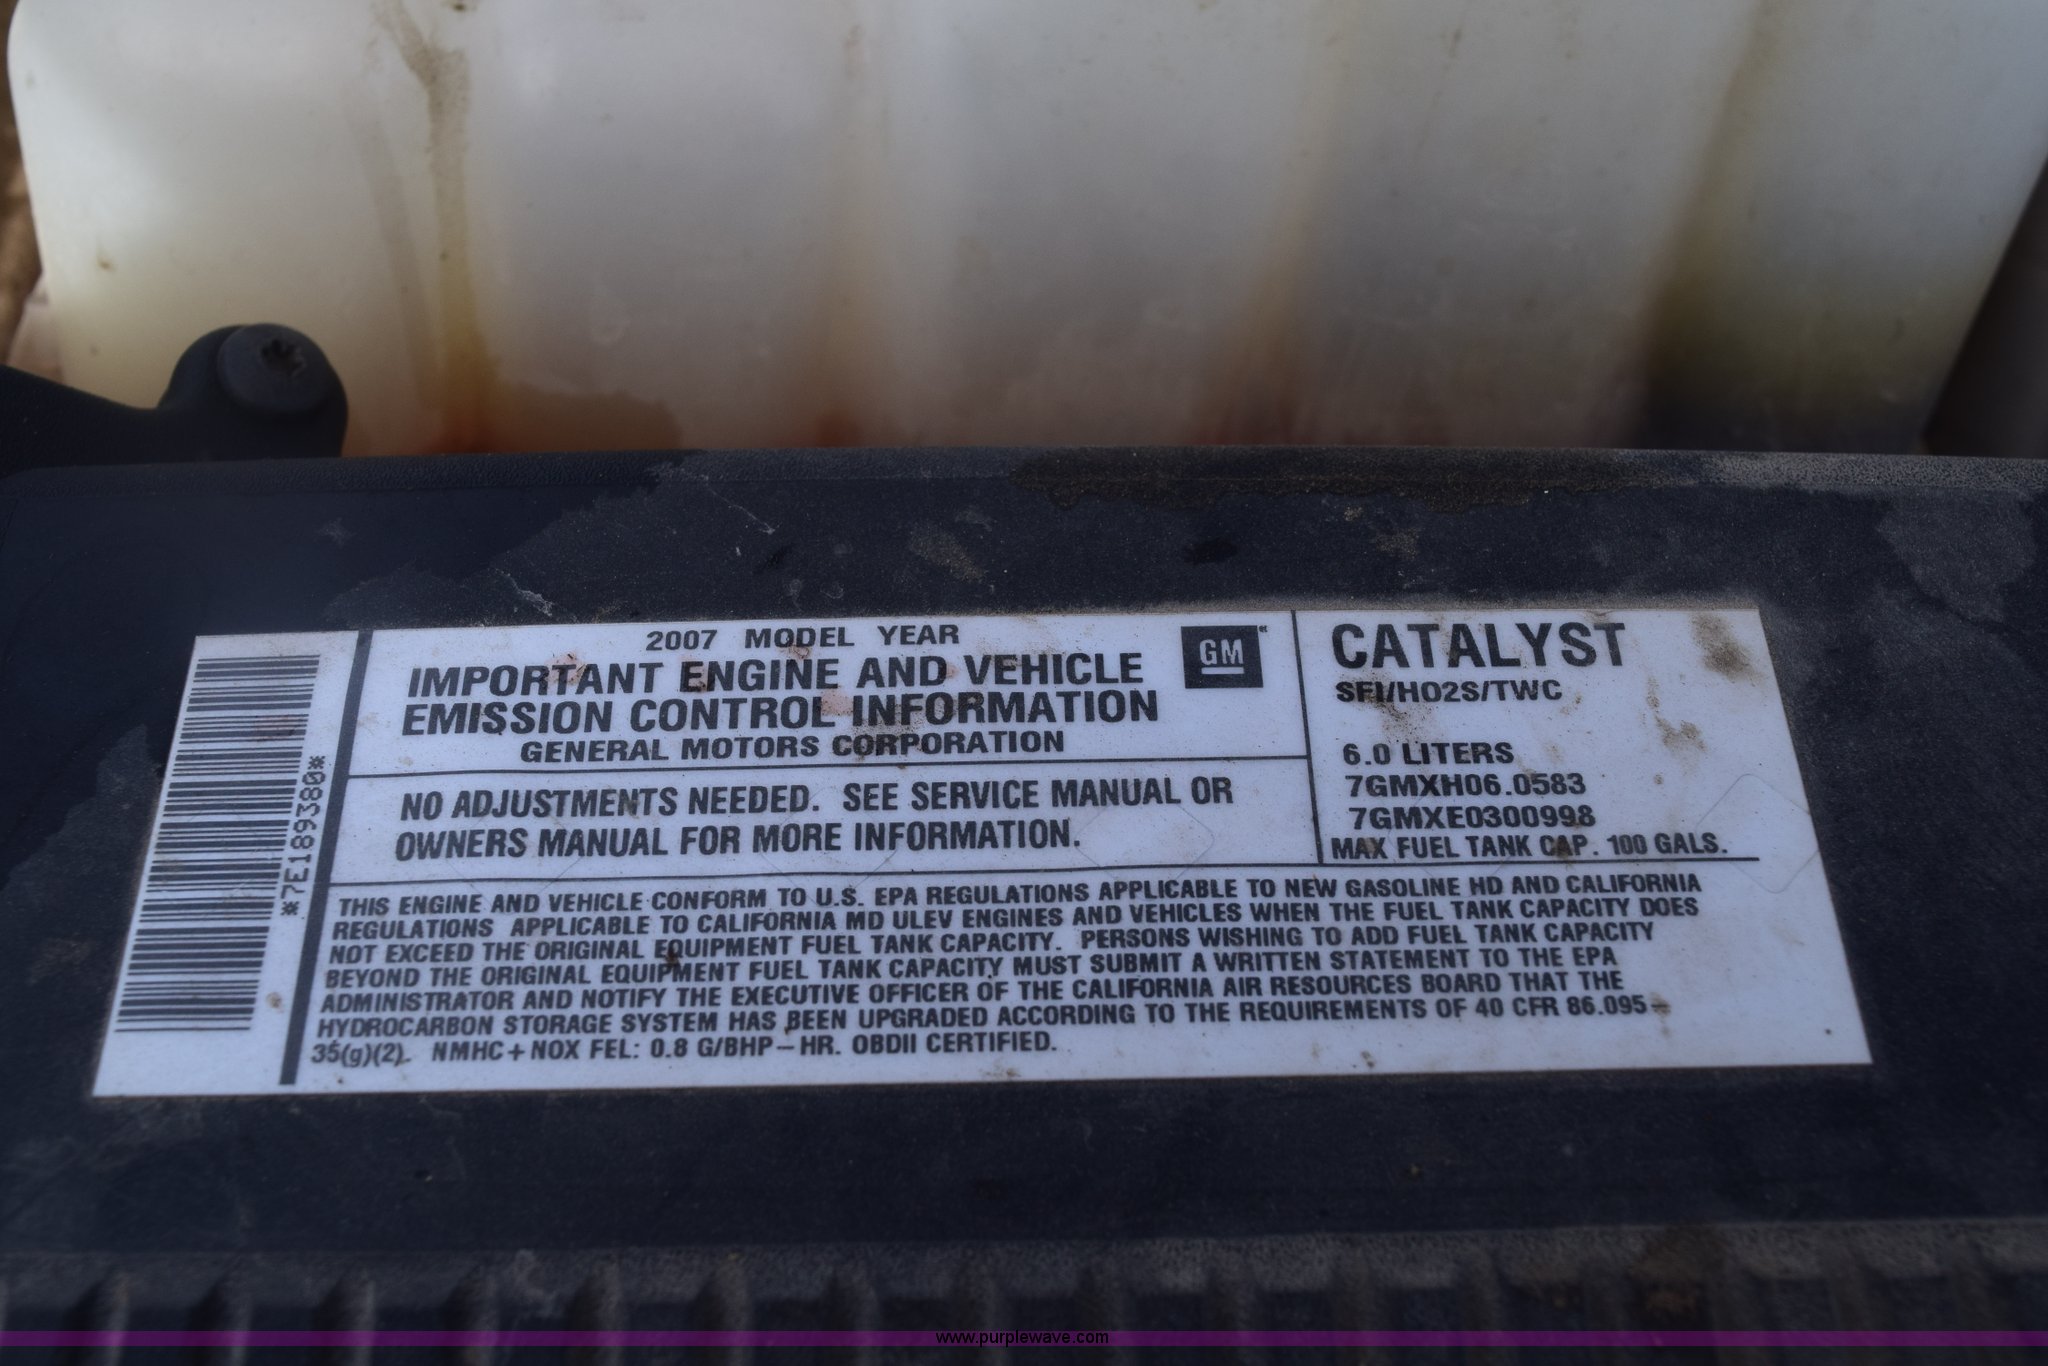 2007 MODEL YEAR
IMPORTANT ENGINE AND VEHICLE
EMISSION CONTROL INFORMATION
GENERAL MOTORS CORPORATION
GM
NO ADJUSTMENTS NEEDED. SEE SERVICE MANUAL OR
OWNERS MANUAL FOR MORE INFORMATION.
CATALYST
SFI/HO2S/TWC
6.0 LITERS
7GMXH06.0583
7GMXE0300998
MAX FUEL TANK CAP. 100 GALS.
*7E189380*
THIS ENGINE AND VEHICLE CONFORM TO U.S. EPA REGULATIONS APPLICABLE TO NEW GASOLINE HD AND CALIFORNIA
REGULATIONS APPLICABLE TO CALIFORNIA MD ULEV ENGINES AND VEHICLES WHEN THE FUEL TANK CAPACITY DOES
NOT EXCEED THE ORIGINAL EQUIPMENT FUEL TANK CAPACITY. PERSONS WISHING TO ADD FUEL TANK CAPACITY
BEYOND THE ORIGINAL EQUIPMENT FUEL TANK CAPACITY MUST SUBMIT A WRITTEN STATEMENT TO THE EPA
ADMINISTRATOR AND NOTIFY THE EXECUTIVE OFFICER OF THE CALIFORNIA AIR RESOURCES BOARD THAT THE
HYDROCARBON STORAGE SYSTEM HAS BEEN UPGRADED ACCORDING TO THE REQUIREMENTS OF 40 CFR 86.095–
35(g)(2). NMHC+NOX FEL: 0.8 G/BHP–HR. OBDII CERTIFIED.
www.purplewave.com